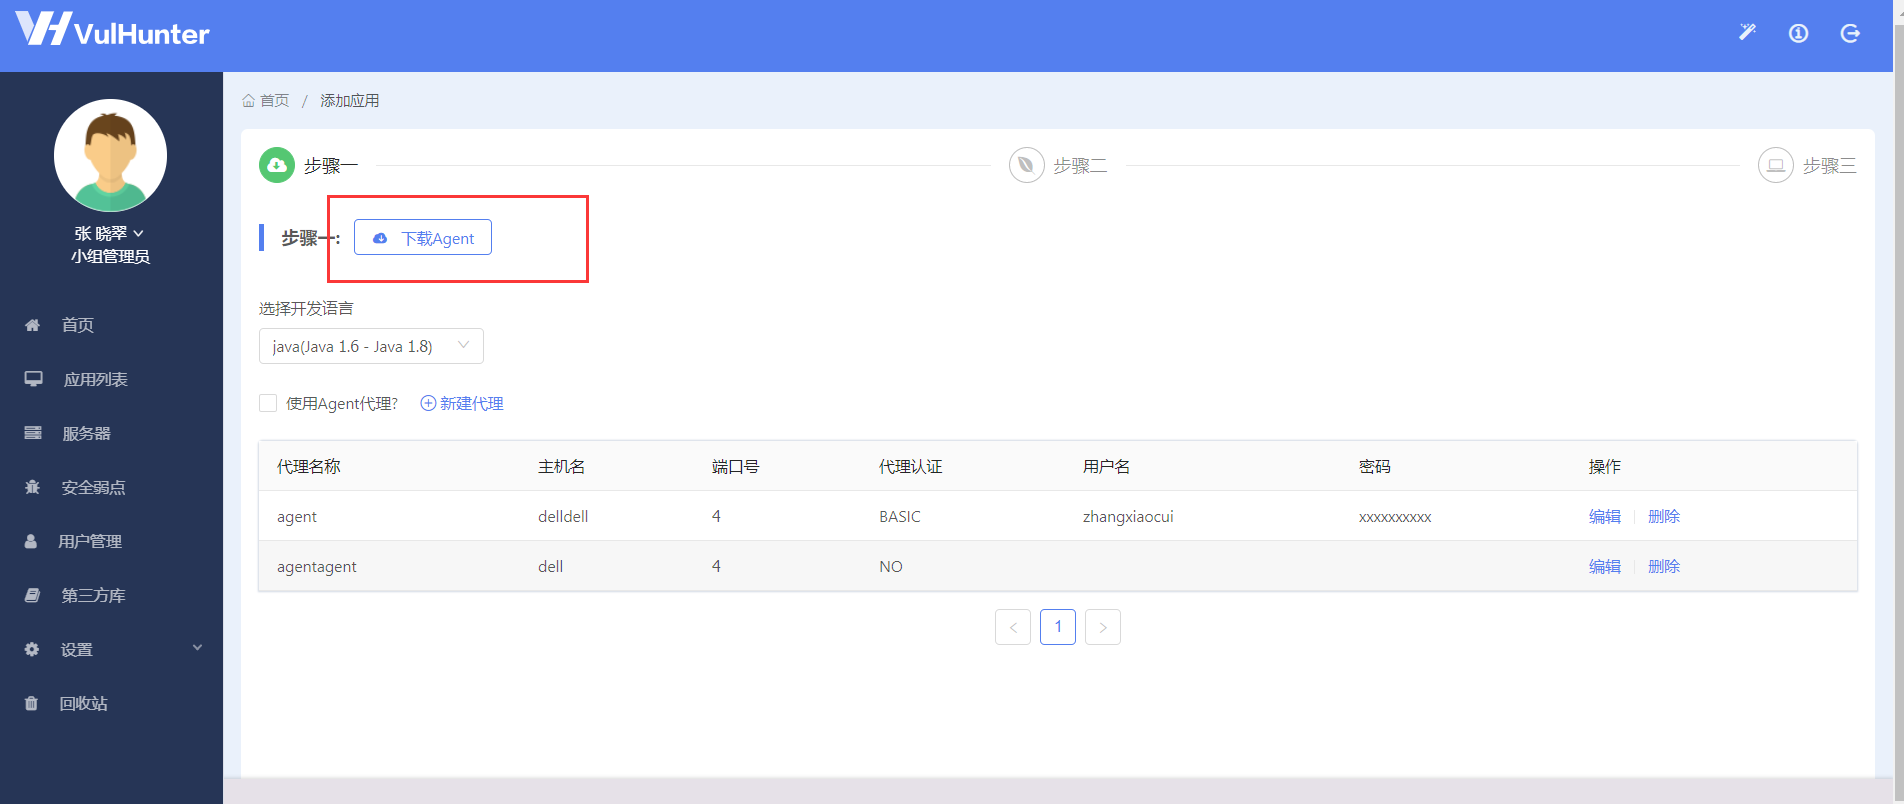 VulHunter
首页 / 添加应用
张 晓翠
小组管理员
首页
应用列表
服务器
安全弱点
用户管理
第三方库
设置
回收站
步骤一
步骤二
步骤三
步骤一:
下载Agent
选择开发语言
java(Java 1.6 - Java 1.8)
使用Agent代理? 新建代理
代理名称 主机名 端口号 代理认证 用户名 密码 操作
agent delldell 4 BASIC zhangxiaocui xxxxxxxxxx 编辑 删除
agentagent dell 4 NO 编辑 删除
< 1 >